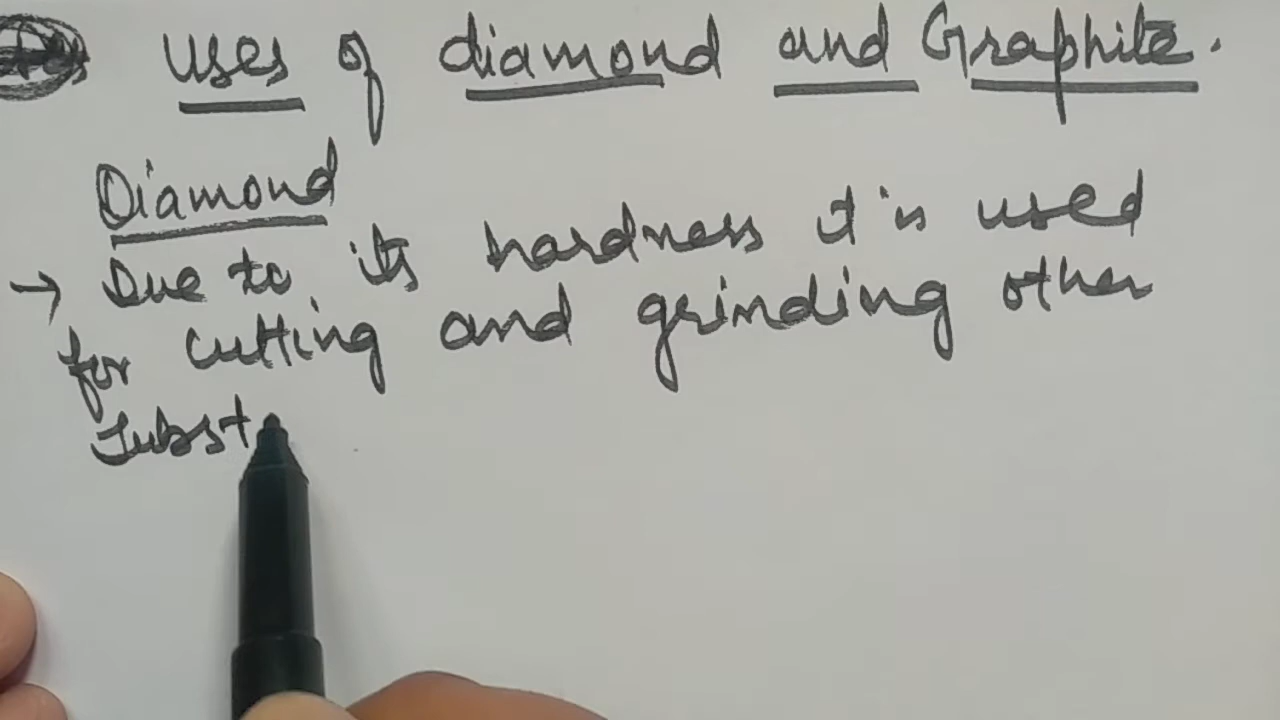 Uses of diamond and Graphite.
Diamond
→ Due to its hardness it is used
for cutting and grinding other
Subst